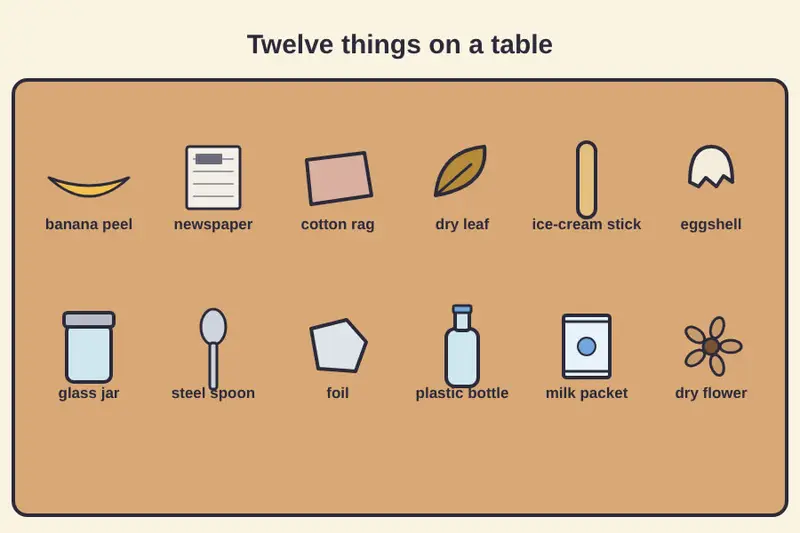 Twelve things on a table
banana peel newspaper cotton rag dry leaf ice-cream stick eggshell
glass jar steel spoon foil plastic bottle milk packet dry flower